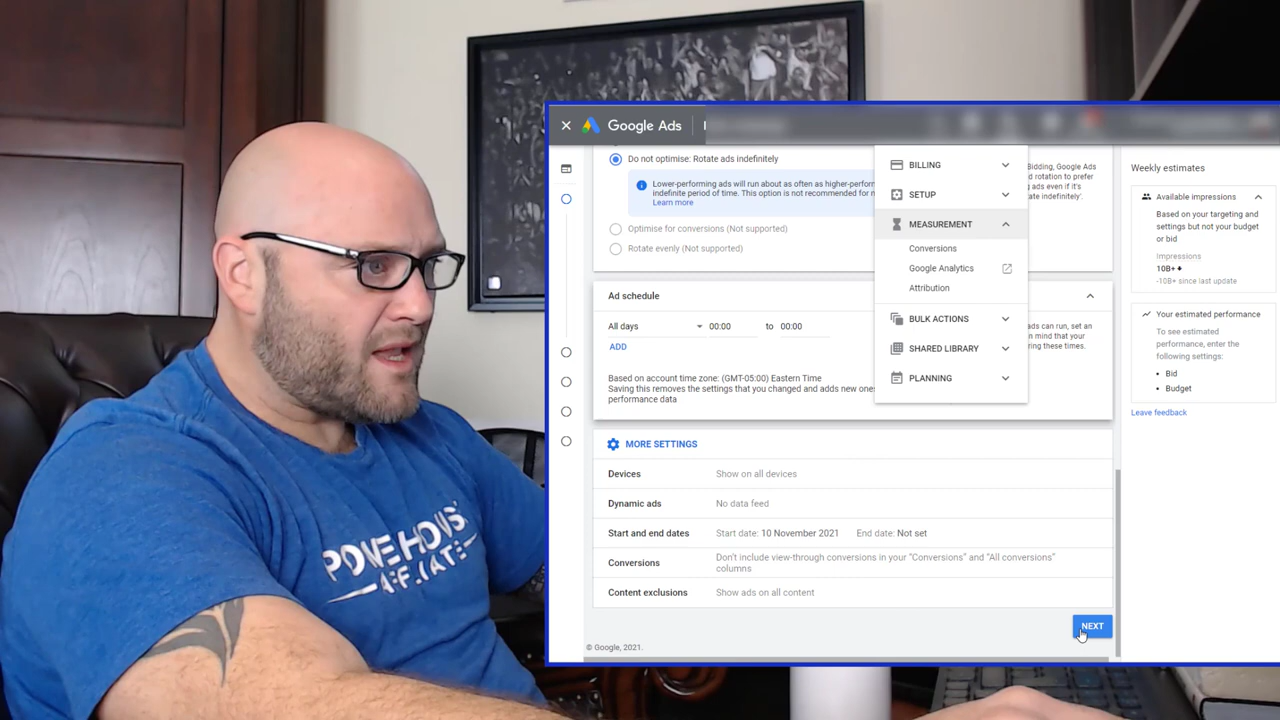 Google Ads
Do not optimise: Rotate ads indefinitely
Lower-performing ads will run about as often as higher-perform
indefinite period of time. This option is not recommended for
Learn more
Optimise for conversions (Not supported)
Rotate evenly (Not supported)
Bidding, Google Ads
rotation to prefer
ads even if it's
indefinitely'.
BILLING
SETUP
MEASUREMENT
Conversions
Google Analytics
Attribution
BULK ACTIONS
SHARED LIBRARY
PLANNING
Ad schedule
All days 00:00 to 00:00
ADD
ads can run, set an
mind that your
ring these times.
Based on account time zone: (GMT-05:00) Eastern Time
Saving this removes the settings that you changed and adds new
performance data
MORE SETTINGS
Devices Show on all devices
Dynamic ads No data feed
Start and end dates Start date: 10 November 2021 End date: Not set
Conversions Don't include view-through conversions in your "Conversions" and "All conversions"
columns
Content exclusions Show ads on all content
NEXT
© Google, 2021.
Weekly estimates
Available impressions
Based on your targeting and
settings but not your budget
or bid
Impressions
10B+
-10B+ since last update
Your estimated performance
To see estimated
performance, enter the
following settings:
• Bid
• Budget
Leave feedback
POWERHOUSE
AFFILIATE